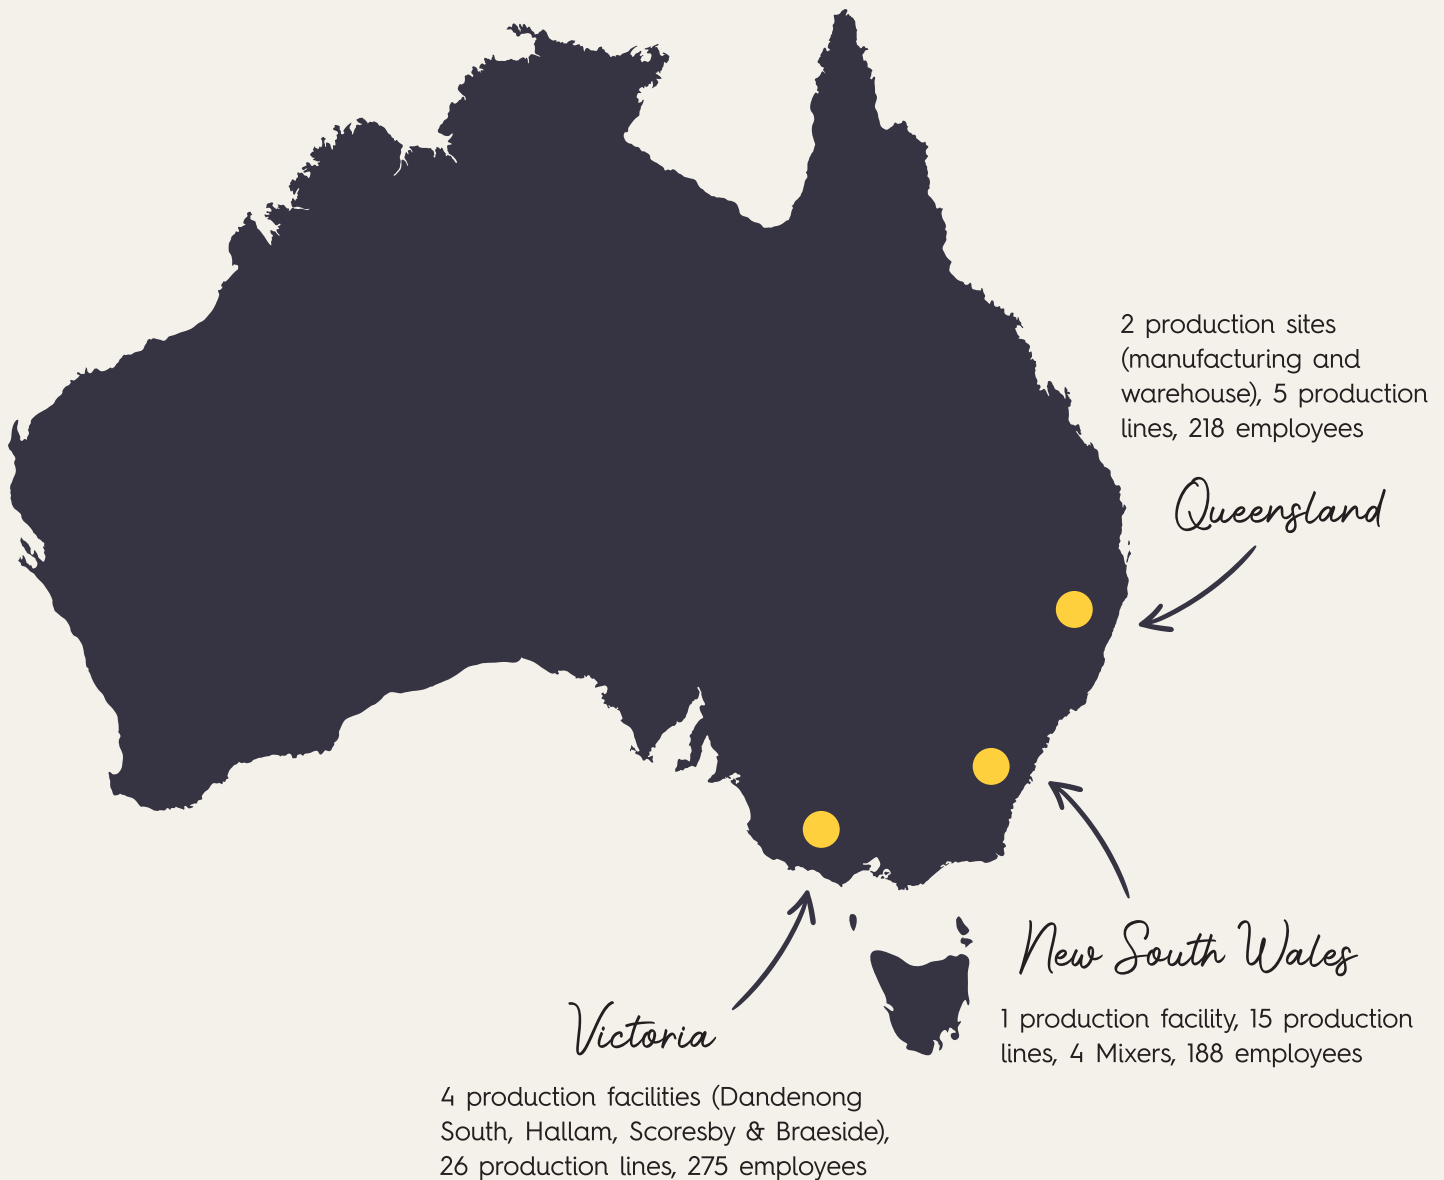 2 production sites
(manufacturing and
warehouse), 5 production
lines, 218 employees
Queensland
New South Wales
1 production facility, 15 production
lines, 4 Mixers, 188 employees
Victoria
4 production facilities (Dandenong
South, Hallam, Scoresby & Braeside),
26 production lines, 275 employees